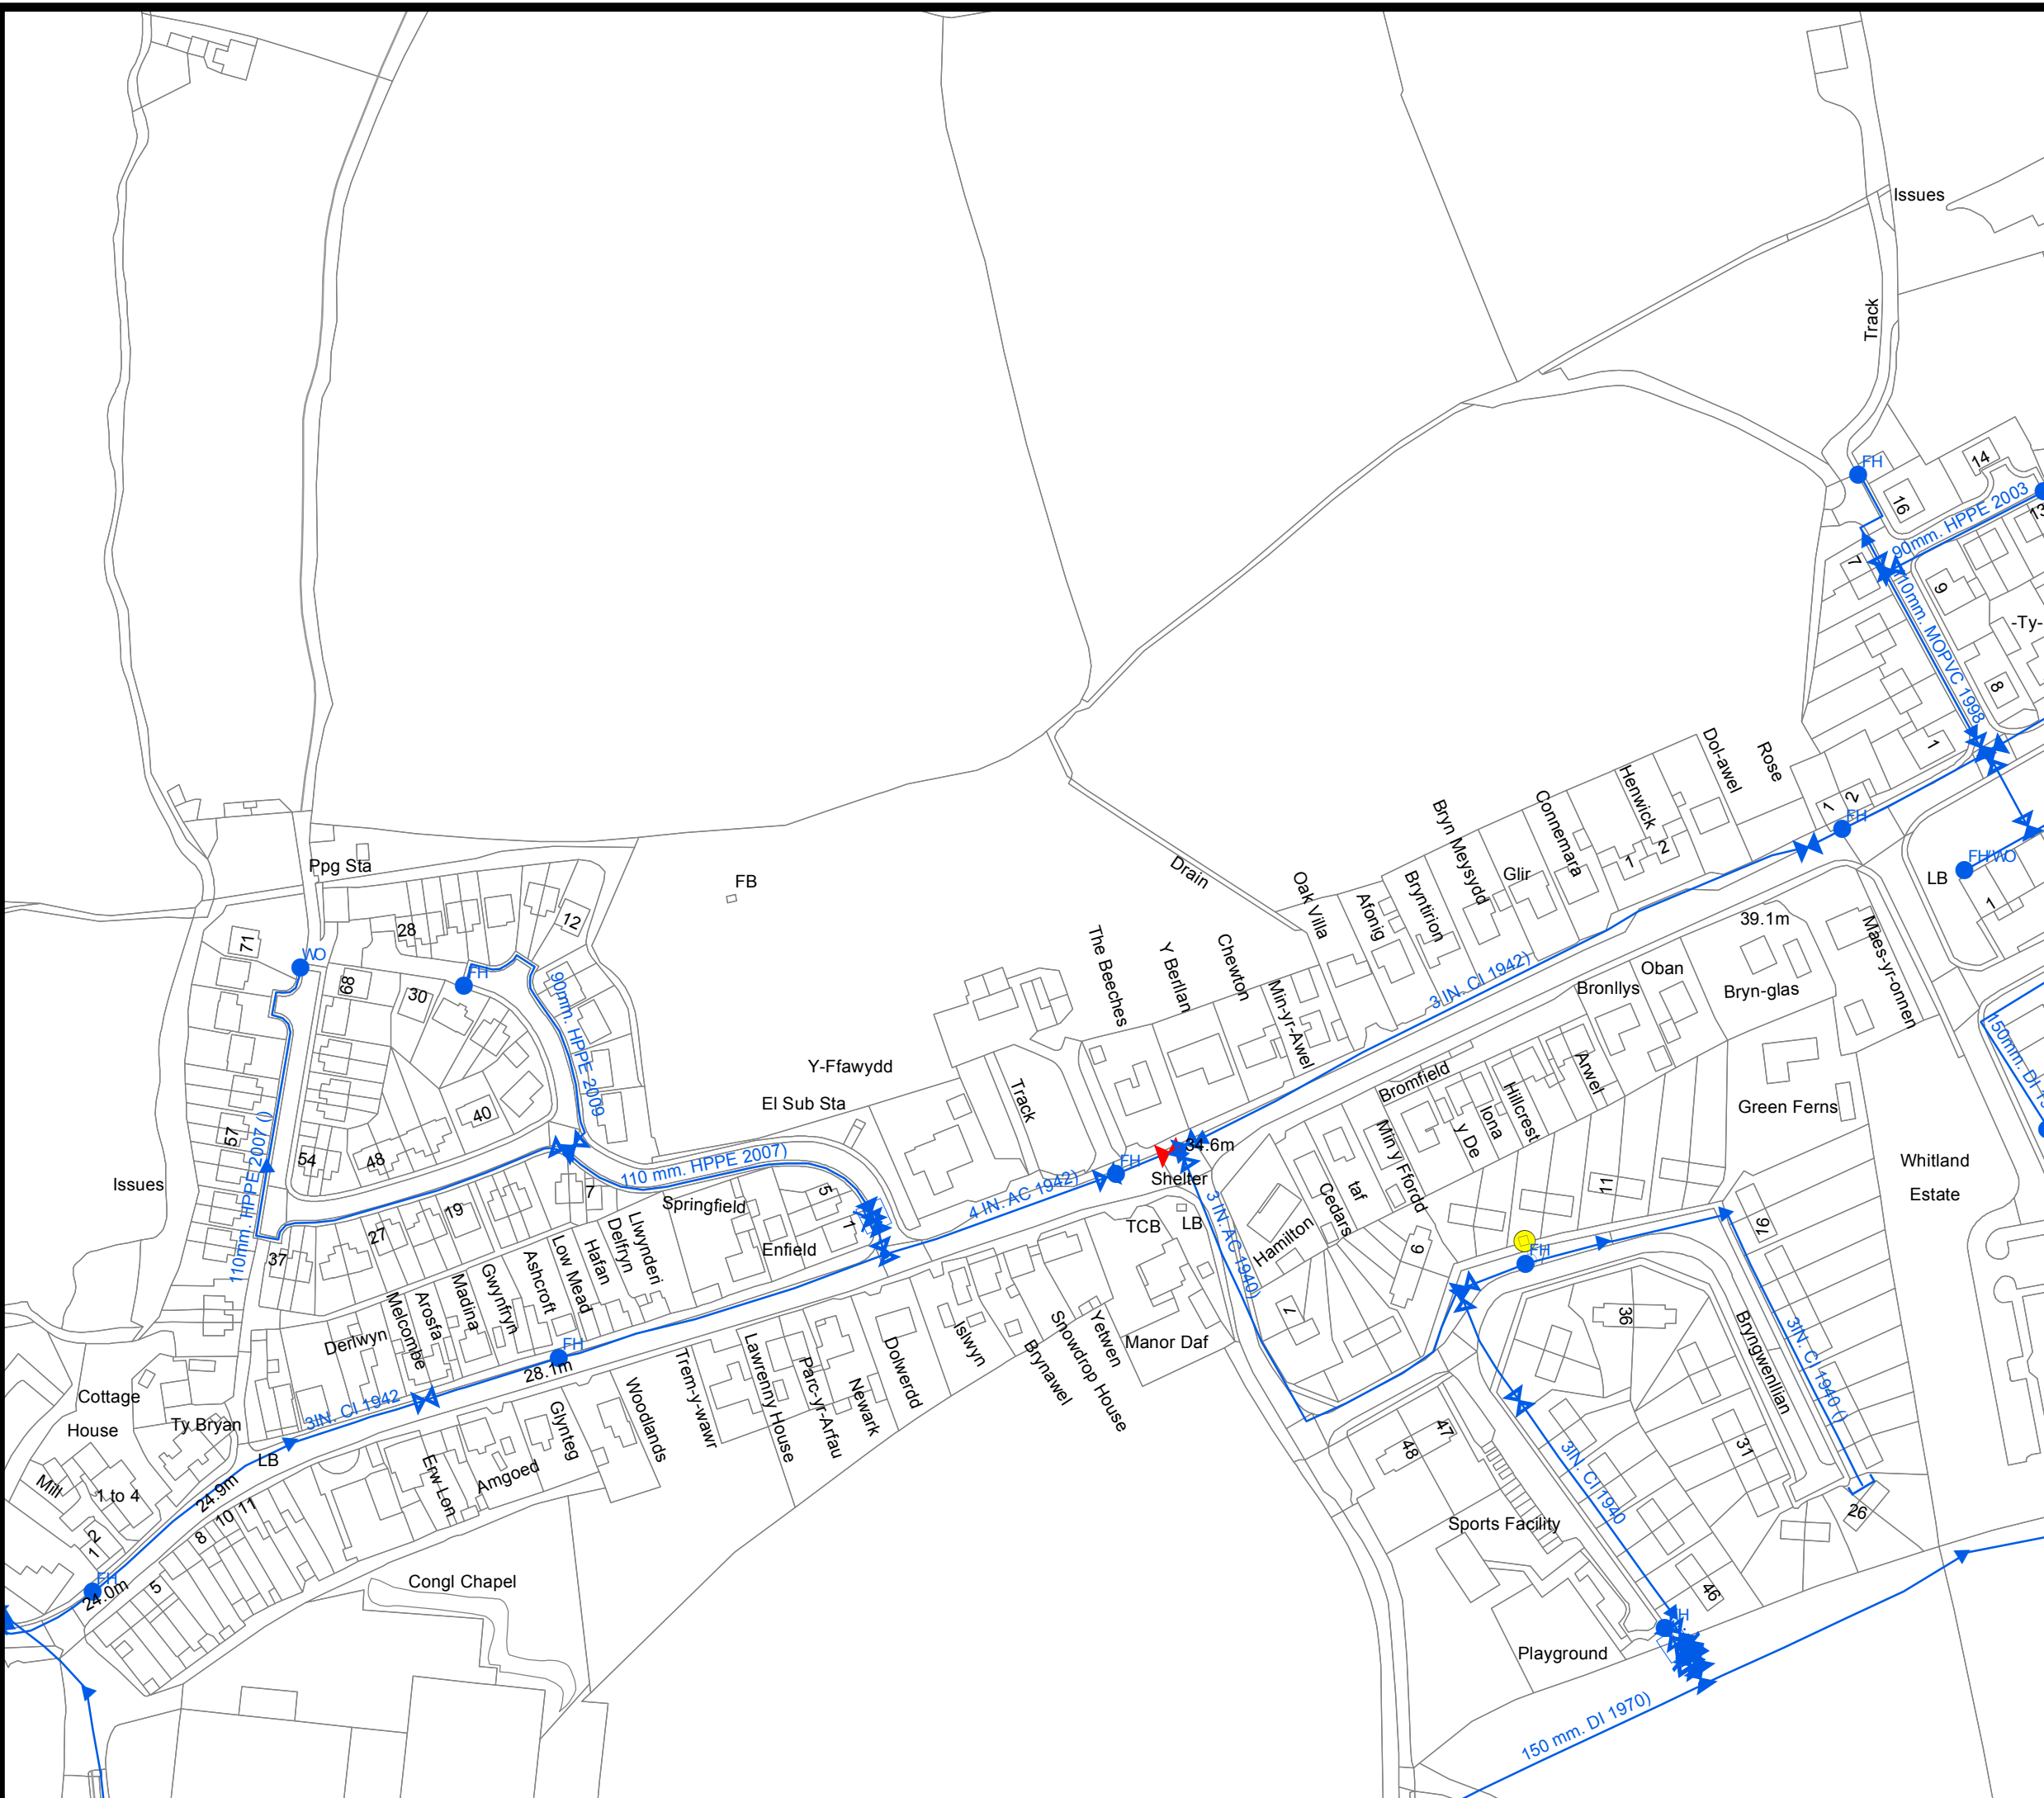 Issues
Track
FH
14
16
90mm. HPPE 2003
7
9
110mm. MOPVC 1998
-Ty-
8
1
Dol-awel
Rose
Henwick
1
2
1
2
FH
Connemara
Glir
Bryn Meysydd
Bryntirion
Afonig
Oak Villa
Drain
FH/WO
LB
1
Ppg Sta
FB
71
WO
28
12
68
30
FH
90mm. HPPE 2009
39.1m
Maes-yr-onnen
3 IN. CI 1942)
Oban
Bronllys
Bryn-glas
The Beeches
Y Berllan
Chewton
Min-yr-Awel
Y-Ffawydd
El Sub Sta
Track
Bromfield
Arwel
Hillcrest
Iona
y De
Min y Ffordd
taf
Cedars
Hamilton
Green Ferns
Whitland
Estate
57
54
48
40
110mm. HPPE 2007 ()
110 mm. HPPE 2007)
34.6m
FH
Shelter
4 IN. AC 1942)
3 IN. AC 1940)
TCB
LB
Issues
37
27
19
7
Springfield
5
1
Enfield
Llwynderi
Delfryn
Hafan
Low Mead
Ashcroft
Gwynfryn
Madina
Arosfa
Melcombe
Derlwyn
11
76
9
FH
7
36
Bryngwenllian
3IN. CI 1940 ()
FH
28.1m
3IN. CI 1942
Islwyn
Brynawel
Snowdrop House
Yetwen
Manor Daf
Dolwerdd
Newark
Parc-yr-Arfau
Lawrenny House
Trem-y-wawr
Woodlands
Glynteg
Amgoed
Erw Lon
Cottage
House
Ty Bryan
LB
Mill
1 to 4
24.9m
8
10
11
2
1
FH
24.0m
5
47
48
31
3IN. CI 1940
26
Sports Facility
46
Congl Chapel
Playground
150 mm. DI 1970)